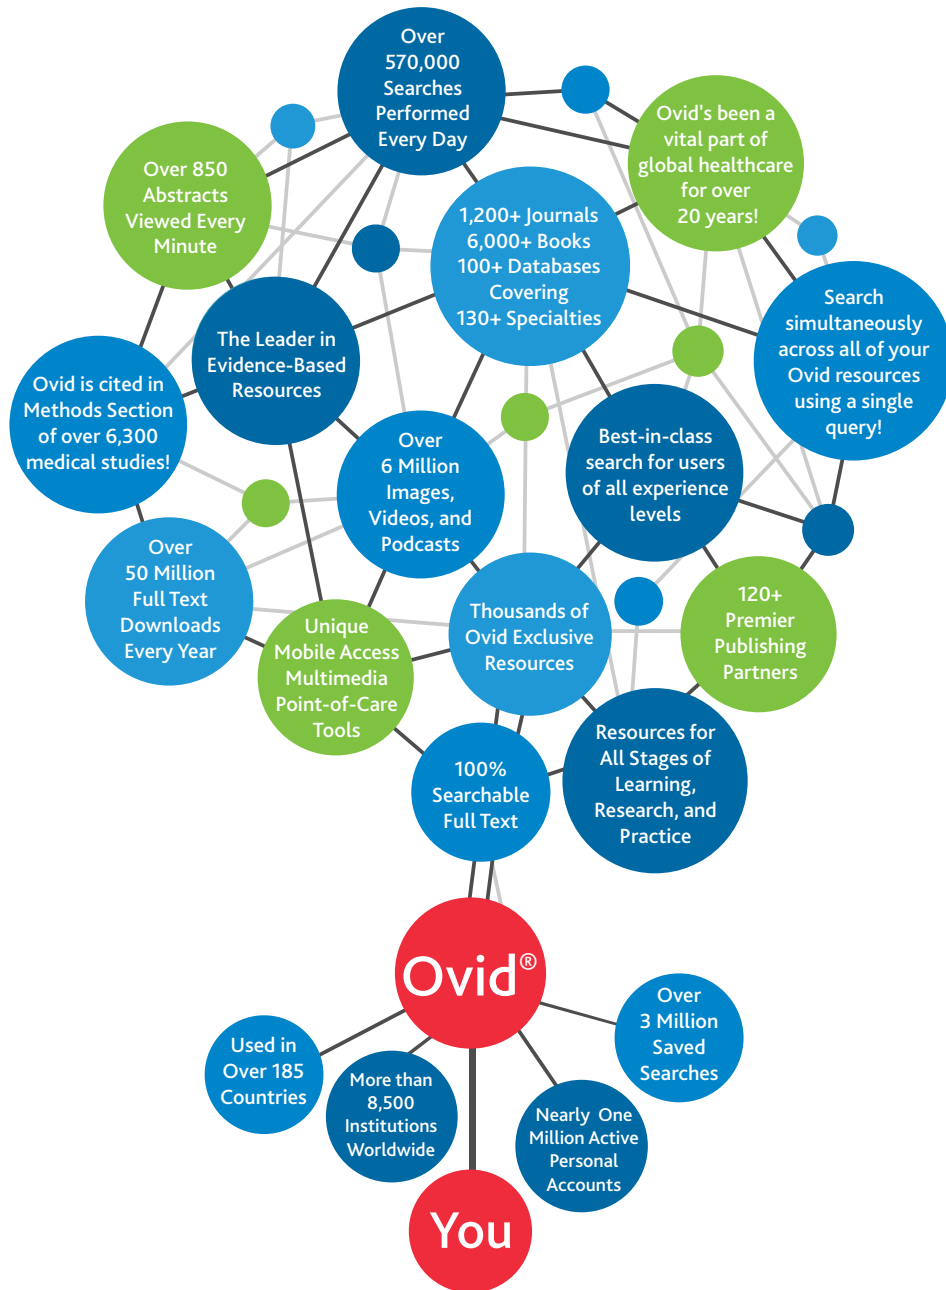 Over
570,000
Searches
Performed
Every Day
Ovid's been a
vital part of
global healthcare
for over
20 years!
Over 850
Abstracts
Viewed Every
Minute
1,200+ Journals
6,000+ Books
100+ Databases
Covering
130+ Specialties
Search
simultaneously
across all of your
Ovid resources
using a single
query!
The Leader in
Evidence-Based
Resources
Ovid is cited in
Methods Section
of over 6,300
medical studies!
Over
6 Million
Images,
Videos, and
Podcasts
Best-in-class
search for users
of all experience
levels
Over
50 Million
Full Text
Downloads
Every Year
Unique
Mobile Access
Multimedia
Point-of-Care
Tools
Thousands of
Ovid Exclusive
Resources
120+
Premier
Publishing
Partners
100%
Searchable
Full Text
Resources for
All Stages of
Learning,
Research, and
Practice
Ovid®
Used in
Over 185
Countries
More than
8,500
Institutions
Worldwide
Nearly One
Million Active
Personal
Accounts
Over
3 Million
Saved
Searches
You